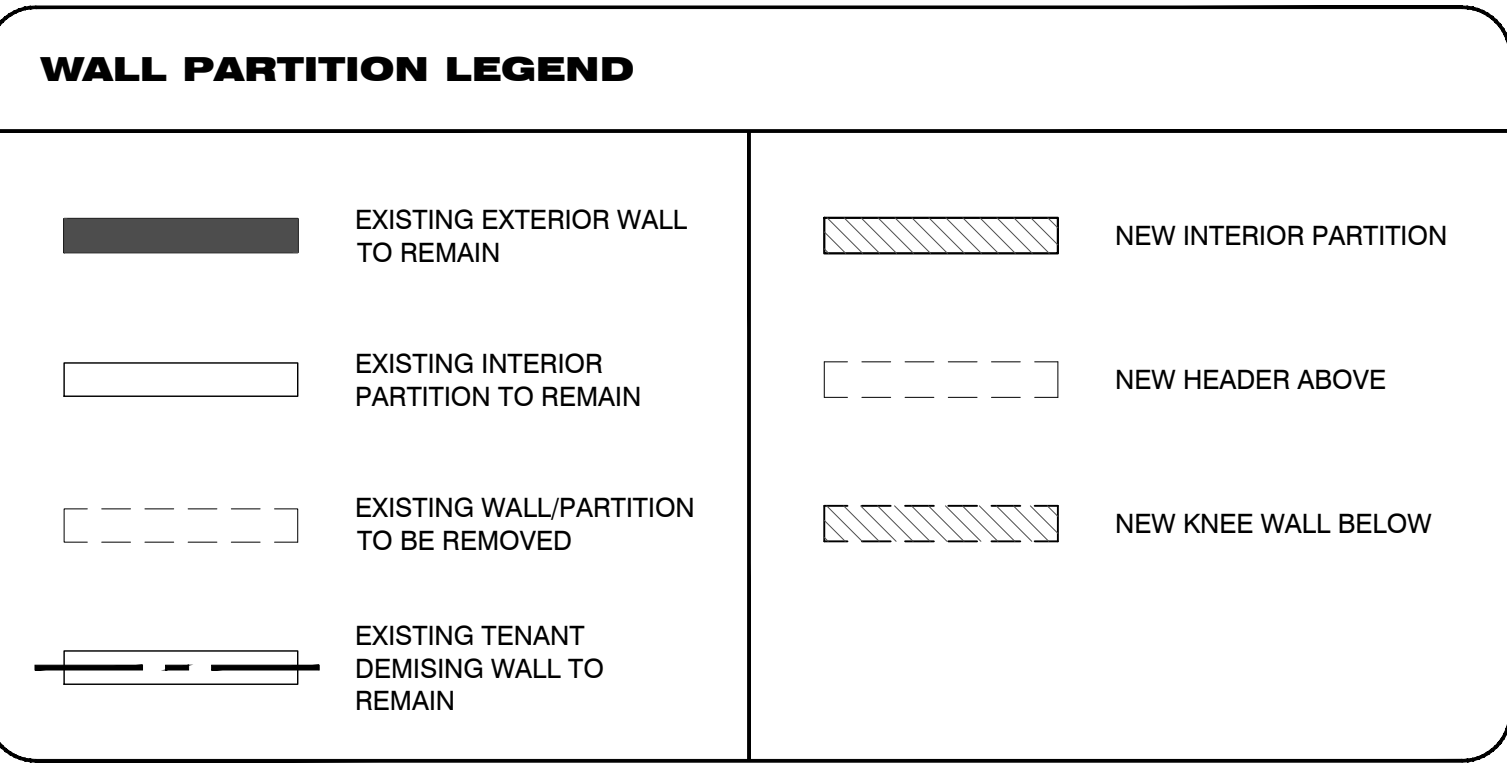 WALL PARTITION LEGEND
EXISTING EXTERIOR WALL
TO REMAIN
EXISTING INTERIOR
PARTITION TO REMAIN
EXISTING WALL/PARTITION
TO BE REMOVED
EXISTING TENANT
DEMISING WALL TO
REMAIN
NEW INTERIOR PARTITION
NEW HEADER ABOVE
NEW KNEE WALL BELOW